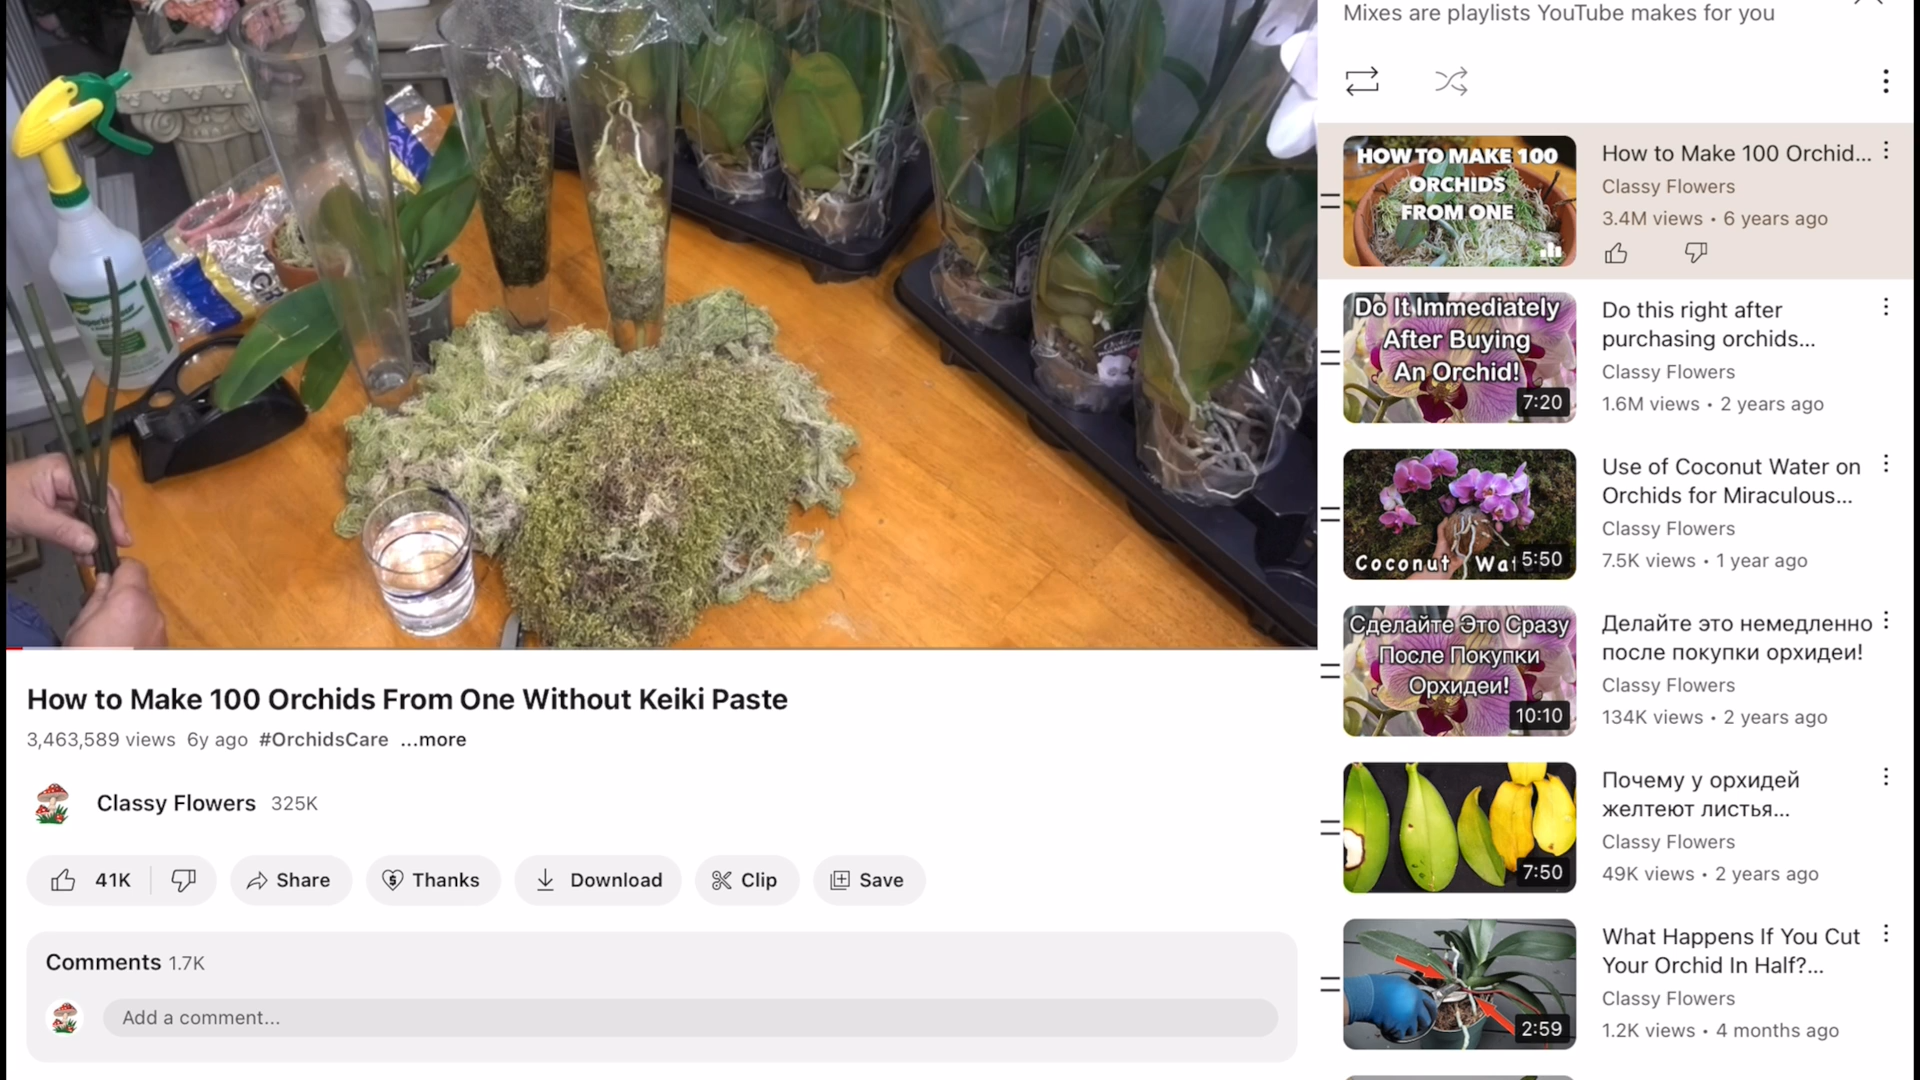 Mixes are playlists YouTube makes for you
HOW TO MAKE 100
ORCHIDS
FROM ONE
How to Make 100 Orchid...
Classy Flowers
3.4M views • 6 years ago
Do It Immediately
After Buying
An Orchid!
7:20
Do this right after
purchasing orchids...
Classy Flowers
1.6M views • 2 years ago
Coconut Wat
5:50
Use of Coconut Water on
Orchids for Miraculous...
Classy Flowers
7.5K views • 1 year ago
Сделайте Это Сразу
После Покупки
Орхидеи!
10:10
Делайте это немедленно
после покупки орхидеи!
Classy Flowers
134K views • 2 years ago
7:50
Почему у орхидей
желтеют листья...
Classy Flowers
49K views • 2 years ago
2:59
What Happens If You Cut
Your Orchid In Half?...
Classy Flowers
1.2K views • 4 months ago
How to Make 100 Orchids From One Without Keiki Paste
3,463,589 views 6y ago #OrchidsCare ...more
Classy Flowers 325K
41K
Share
Thanks
Download
Clip
Save
Comments 1.7K
Add a comment...